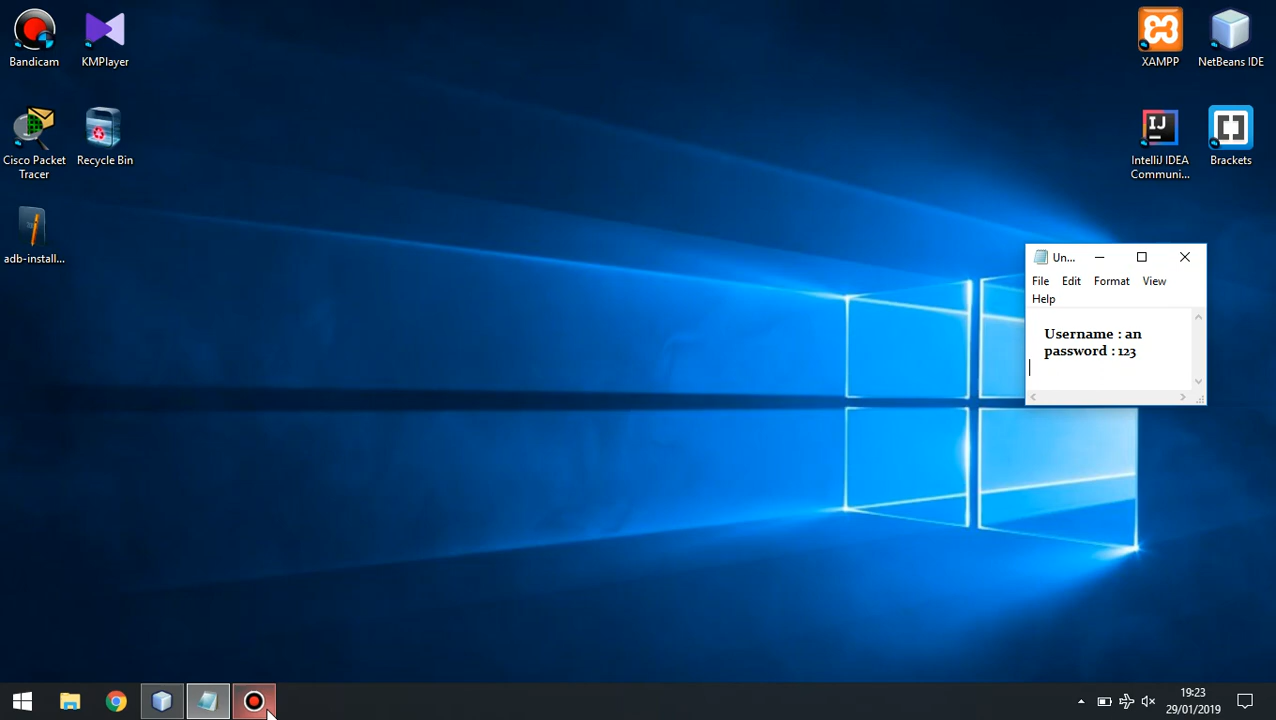 Bandicam
KMPlayer
XAMPP
NetBeans IDE
Cisco Packet
Tracer
Recycle Bin
IntelliJ IDEA
Communi...
Brackets
adb-install...
Un...
File Edit Format View
Help
Username : an
password : 123
19:23
29/01/2019